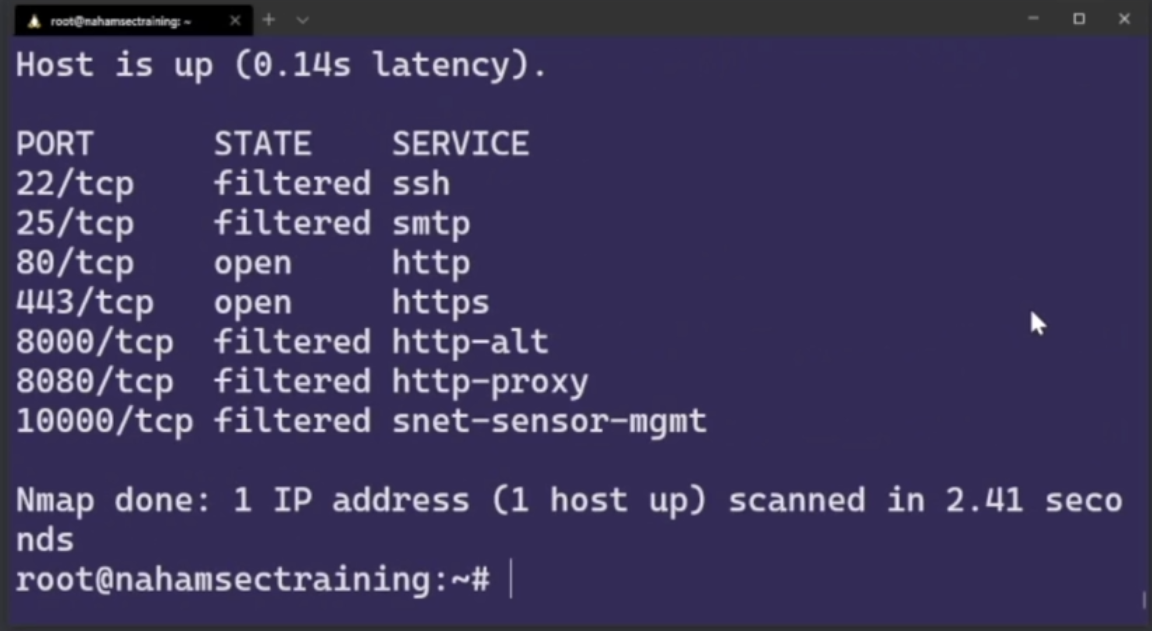 root@nahamsectraining: ~
Host is up (0.14s latency).
PORT STATE SERVICE
22/tcp filtered ssh
25/tcp filtered smtp
80/tcp open http
443/tcp open https
8000/tcp filtered http-alt
8080/tcp filtered http-proxy
10000/tcp filtered snet-sensor-mgmt
Nmap done: 1 IP address (1 host up) scanned in 2.41 seco
nds
root@nahamsectraining:~#